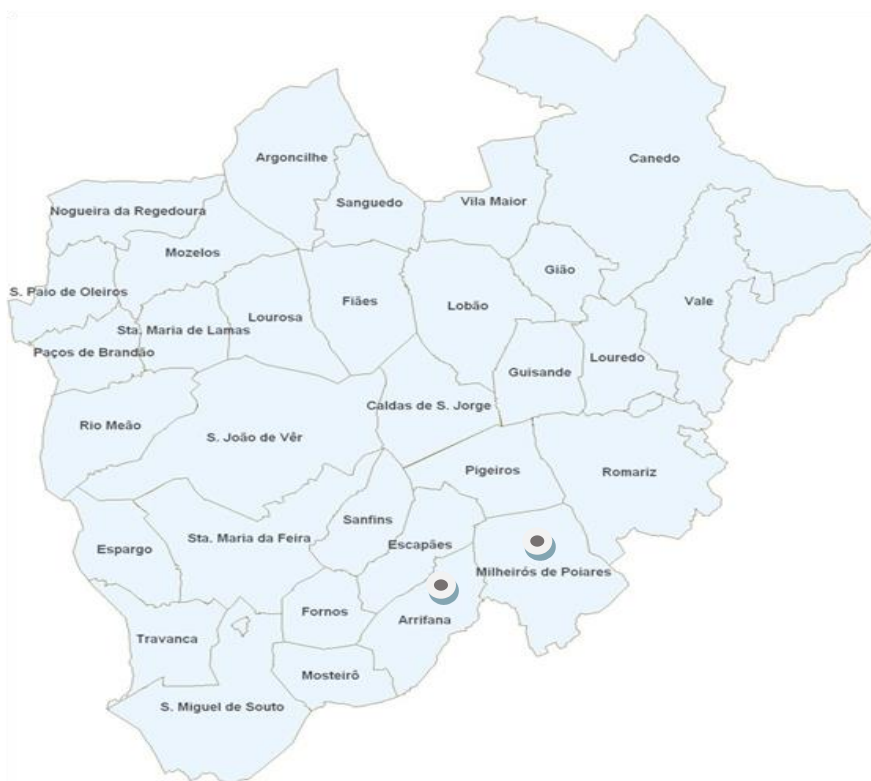 Canedo
Argoncilhe
Sanguedo
Vila Maior
Nogueira da Regedoura
Mozelos
Gião
S. Paio de Oleiros
Fiães
Lobão
Vale
Lourosa
Sta. Maria de Lamas
Paços de Brandão
Louredo
Guisande
Caldas de S. Jorge
Rio Meão
S. João de Vêr
Pigeiros
Romariz
Sanfins
Sta. Maria da Feira
Escapães
Espargo
Milheirós de Poiares
Fornos
Arrifana
Travanca
Mosteirô
S. Miguel de Souto